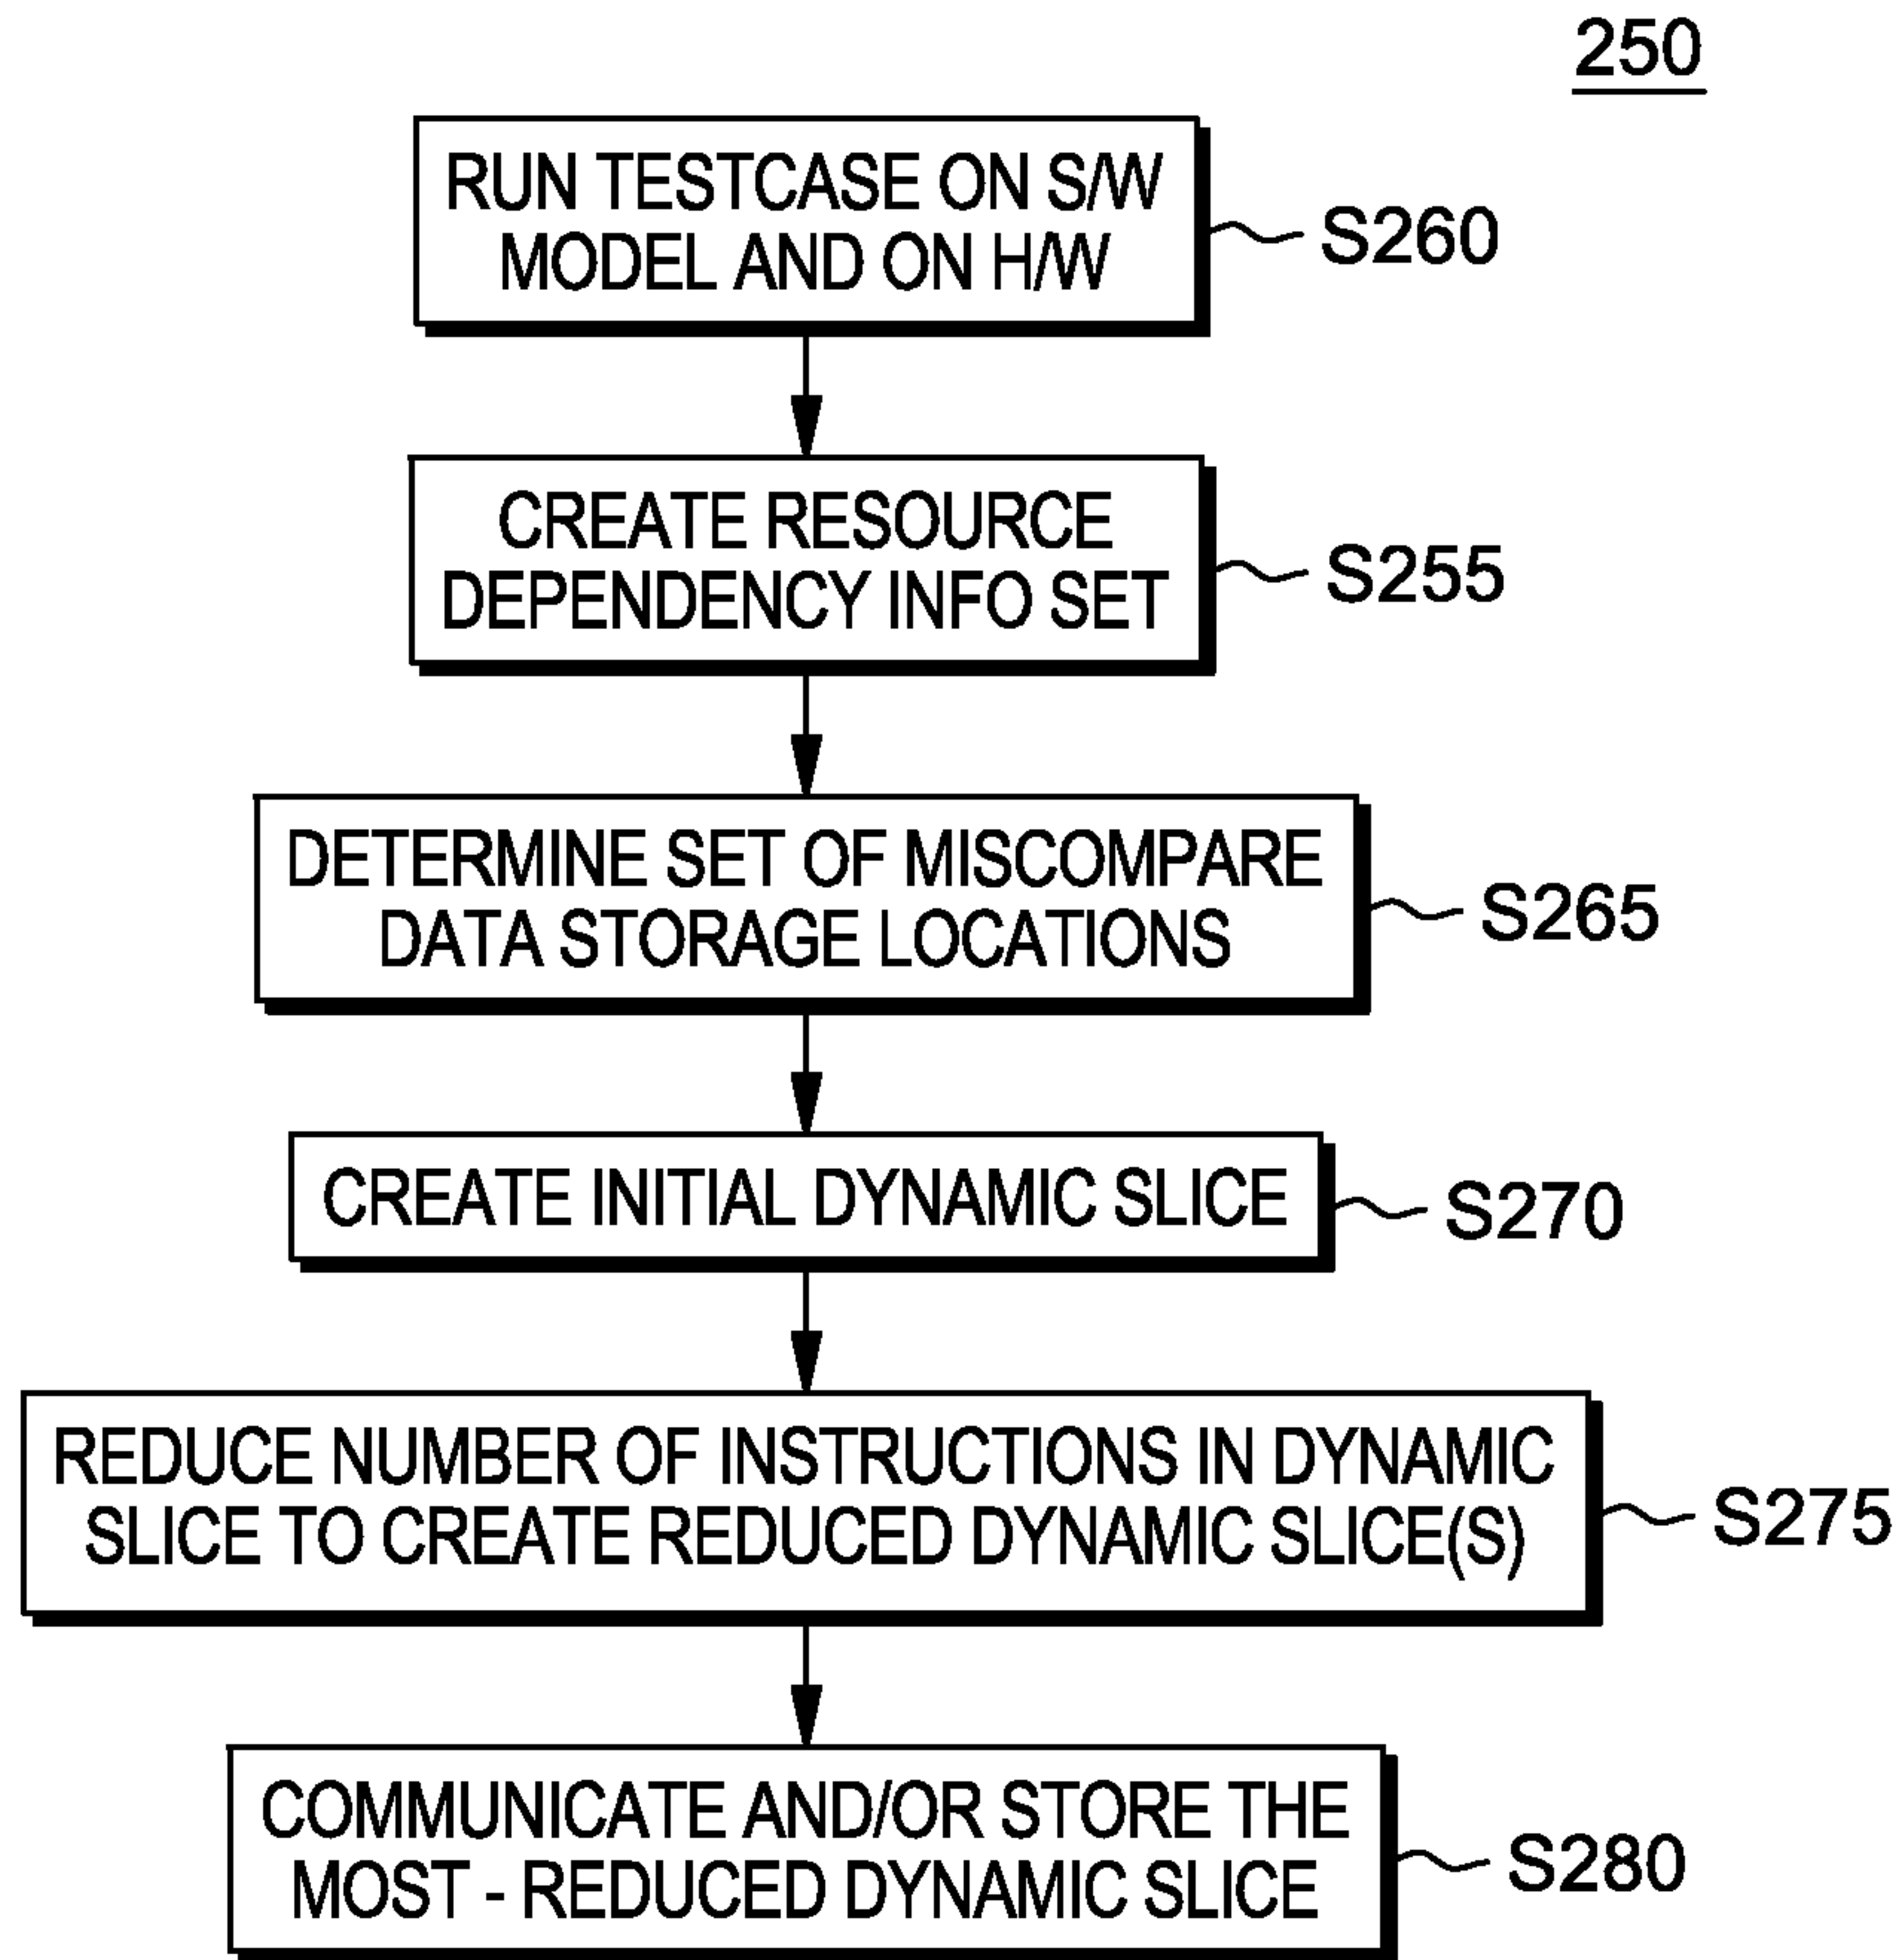 250
RUN TESTCASE ON S/W
MODEL AND ON H/W
S260
CREATE RESOURCE
DEPENDENCY INFO SET
S255
DETERMINE SET OF MISCOMPARE
DATA STORAGE LOCATIONS
S265
CREATE INITIAL DYNAMIC SLICE
S270
REDUCE NUMBER OF INSTRUCTIONS IN DYNAMIC
SLICE TO CREATE REDUCED DYNAMIC SLICE(S)
S275
COMMUNICATE AND/OR STORE THE
MOST - REDUCED DYNAMIC SLICE
S280